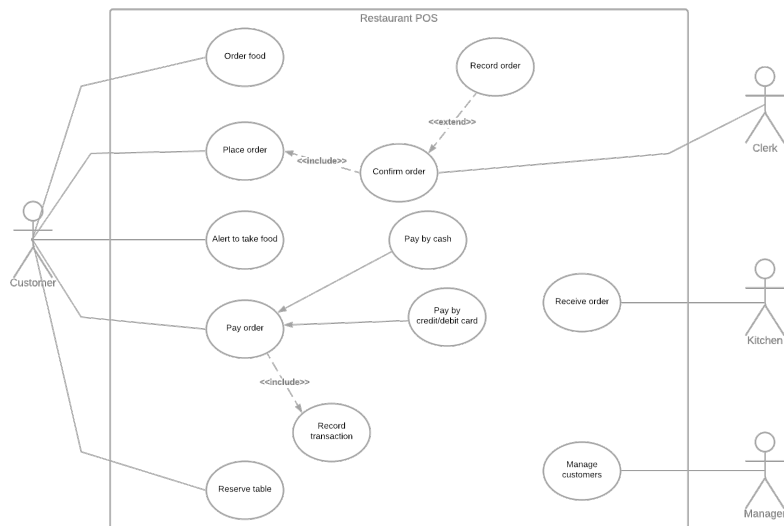 Restaurant POS
Order food
Record order
<<extend>>
Clerk
Place order
<<include>>
Confirm order
Customer
Alert to take food
Pay by cash
Pay order
Pay by
credit/debit card
Receive order
Kitchen
<<include>>
Record
transaction
Reserve table
Manage
customers
Manager